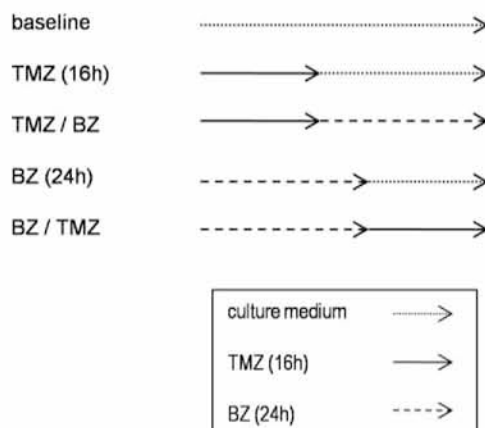 baseline
TMZ (16h)
TMZ / BZ
BZ (24h)
BZ / TMZ
culture medium
TMZ (16h)
BZ (24h)